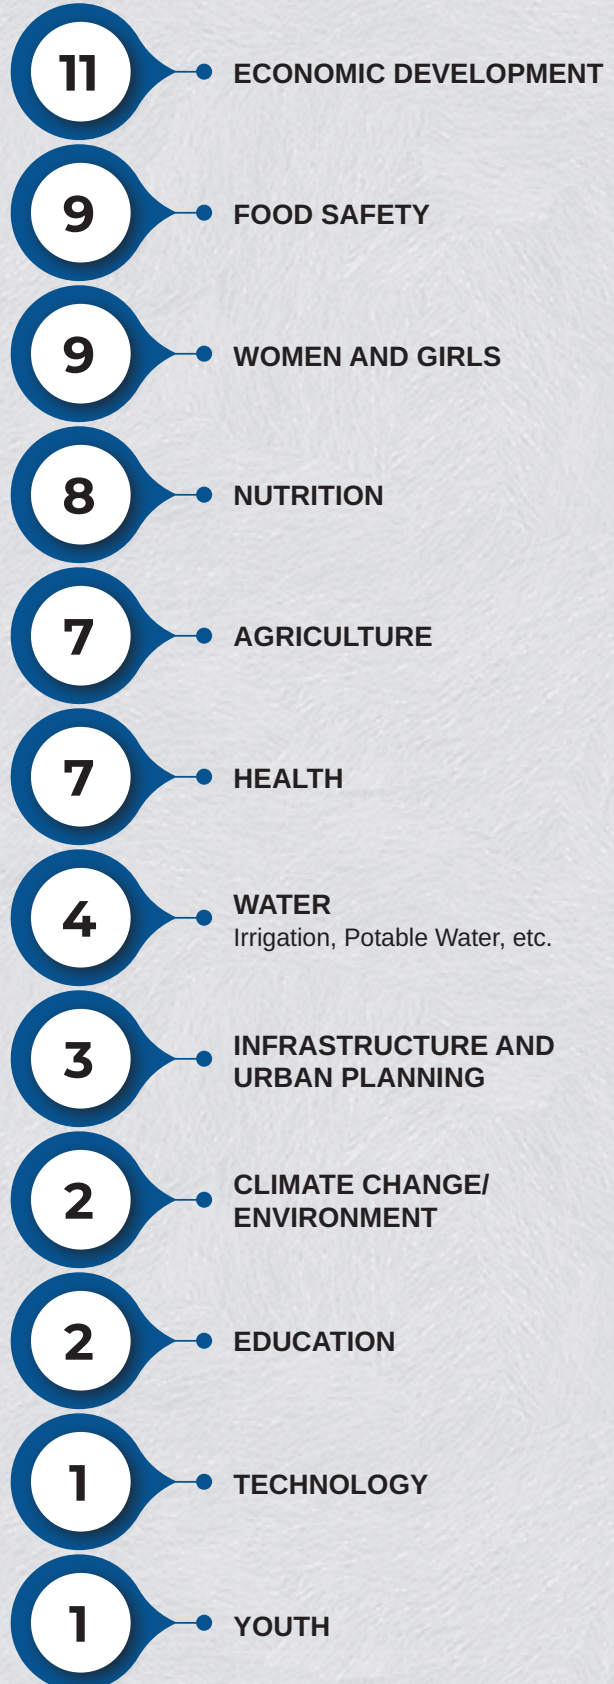 11
ECONOMIC DEVELOPMENT
9
FOOD SAFETY
9
WOMEN AND GIRLS
8
NUTRITION
7
AGRICULTURE
7
HEALTH
4
WATER
Irrigation, Potable Water, etc.
3
INFRASTRUCTURE AND
URBAN PLANNING
2
CLIMATE CHANGE/
ENVIRONMENT
2
EDUCATION
1
TECHNOLOGY
1
YOUTH